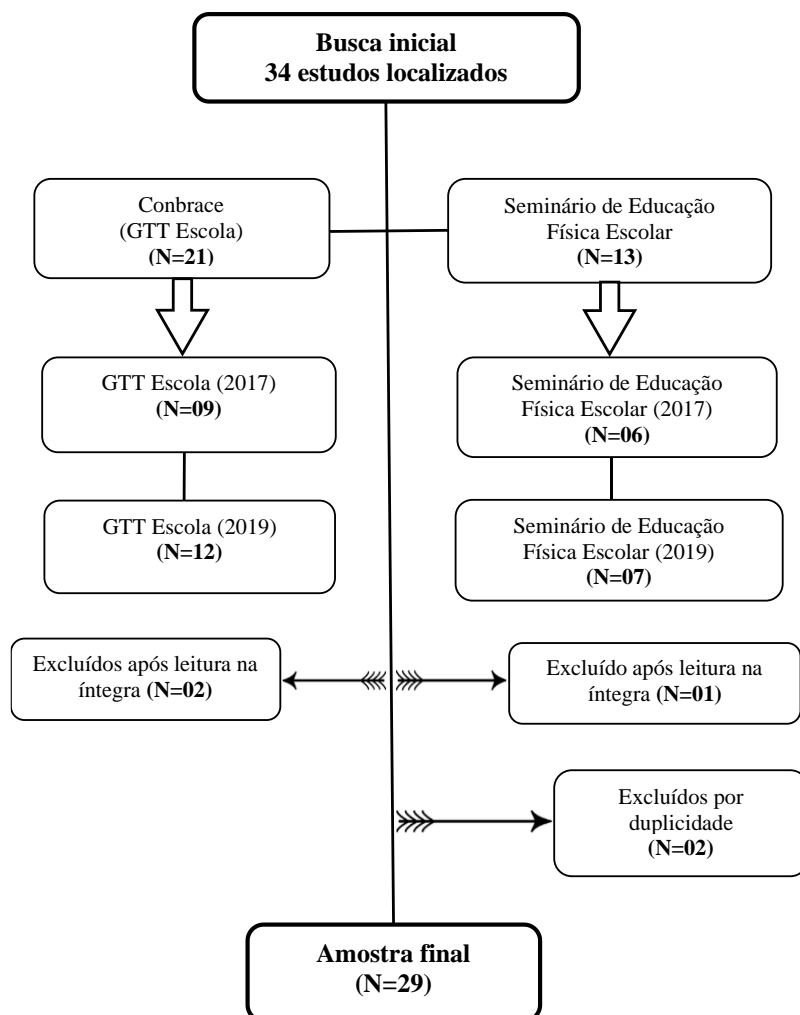 Busca inicial
34 estudos localizados
Conbrace
(GTT Escola)
(N=21)
Seminário de Educação
Física Escolar
(N=13)
GTT Escola (2017)
(N=09)
Seminário de Educação
Física Escolar (2017)
(N=06)
GTT Escola (2019)
(N=12)
Seminário de Educação
Física Escolar (2019)
(N=07)
Excluídos após leitura na
íntegra (N=02)
Excluído após leitura na
íntegra (N=01)
Excluídos por
duplicidade
(N=02)
Amostra final
(N=29)